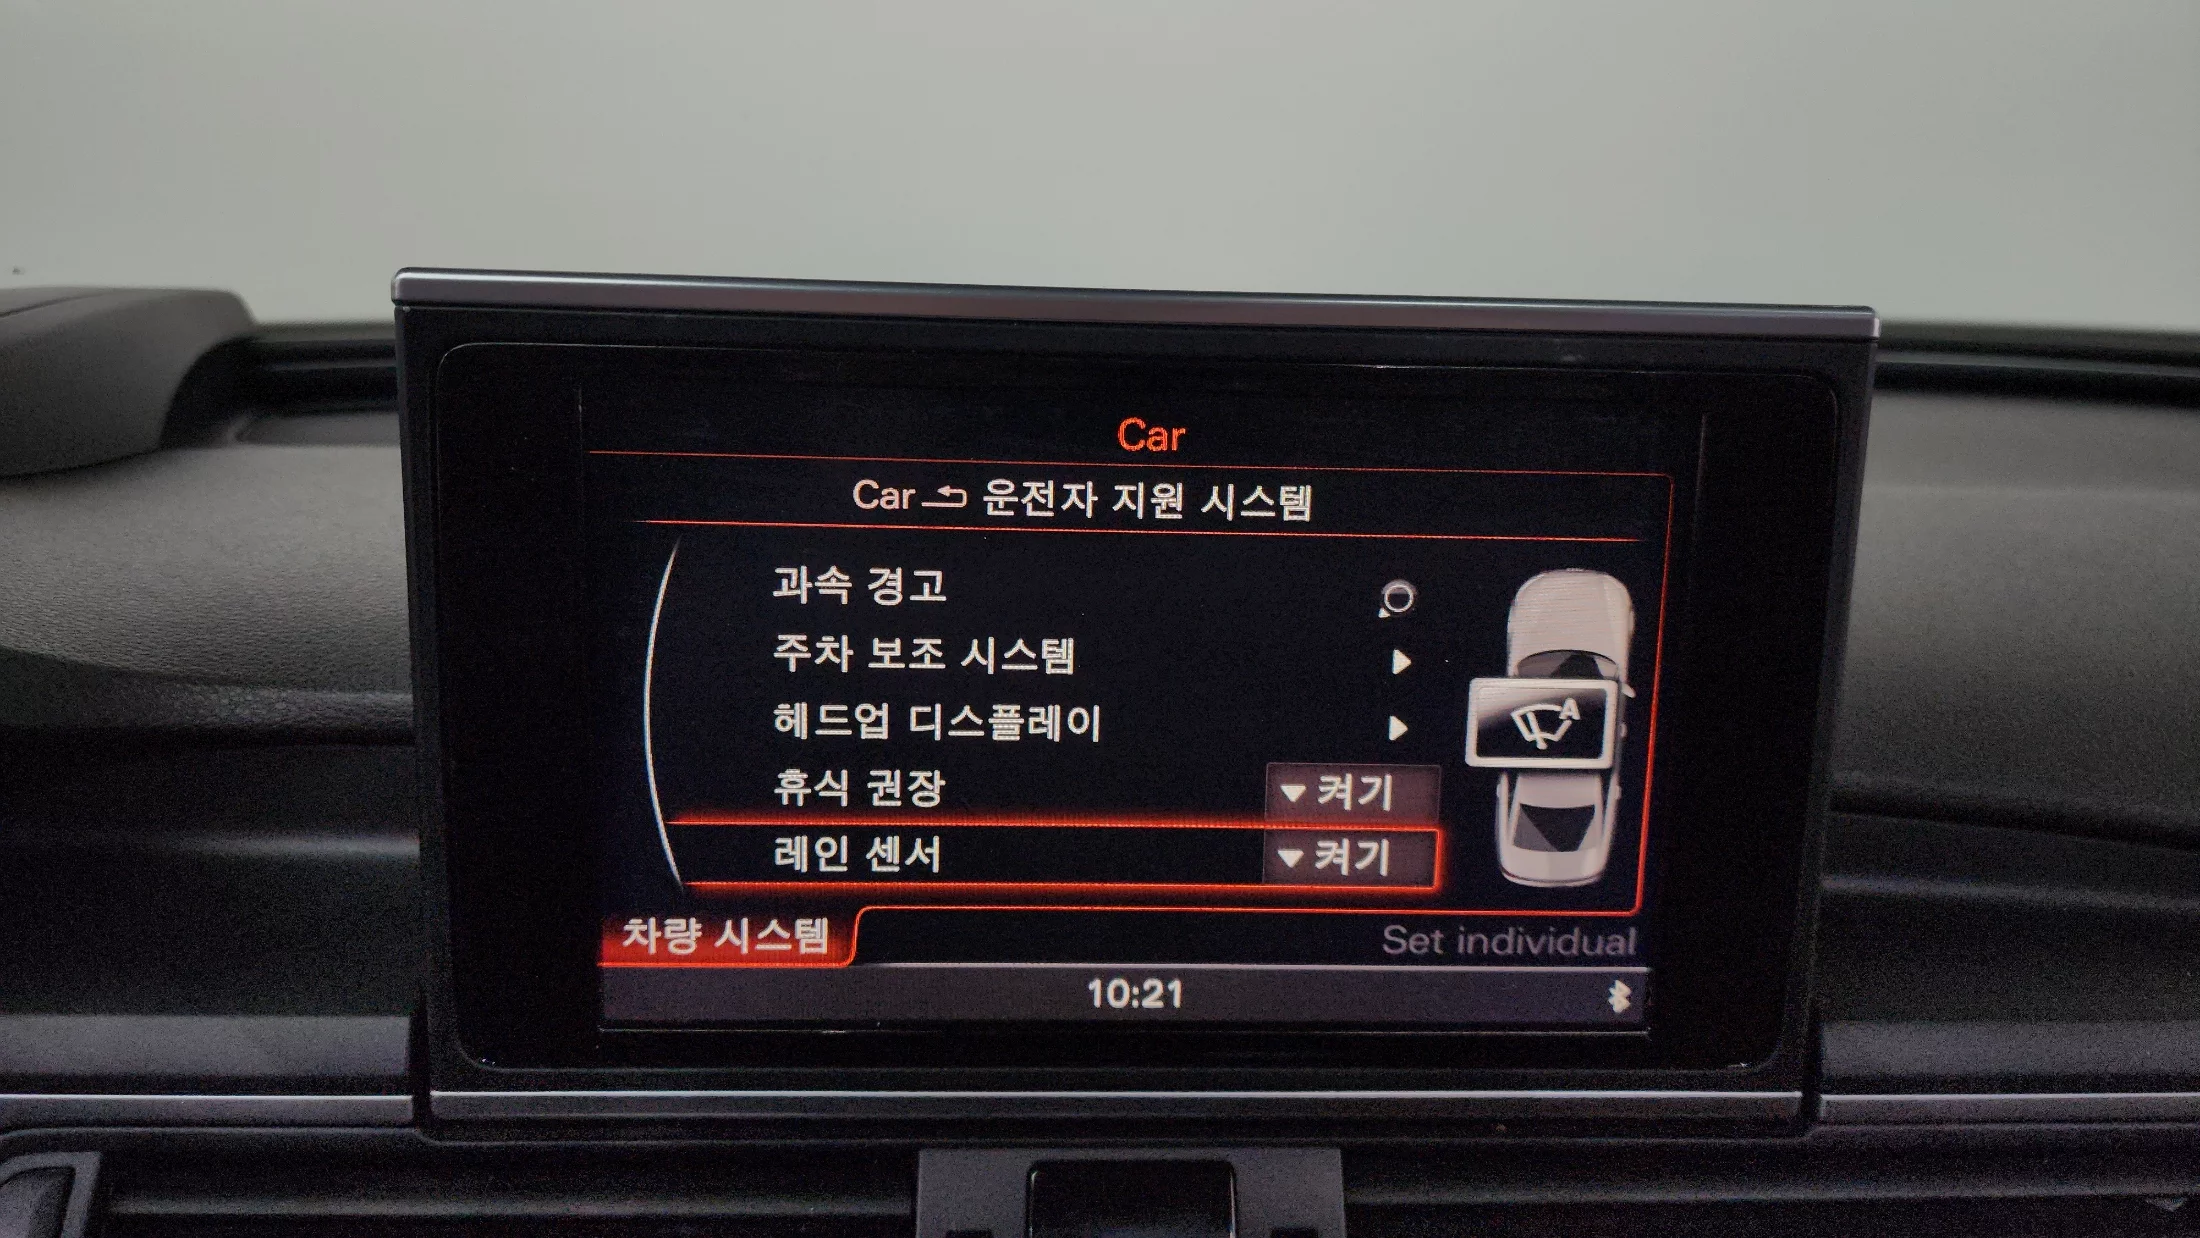 Car
Car 운전자 지원 시스템
과속 경고
주차 보조 시스템
헤드업 디스플레이
휴식 권장 켜기
레인 센서 켜기
A
차량 시스템 Set individual
10:21